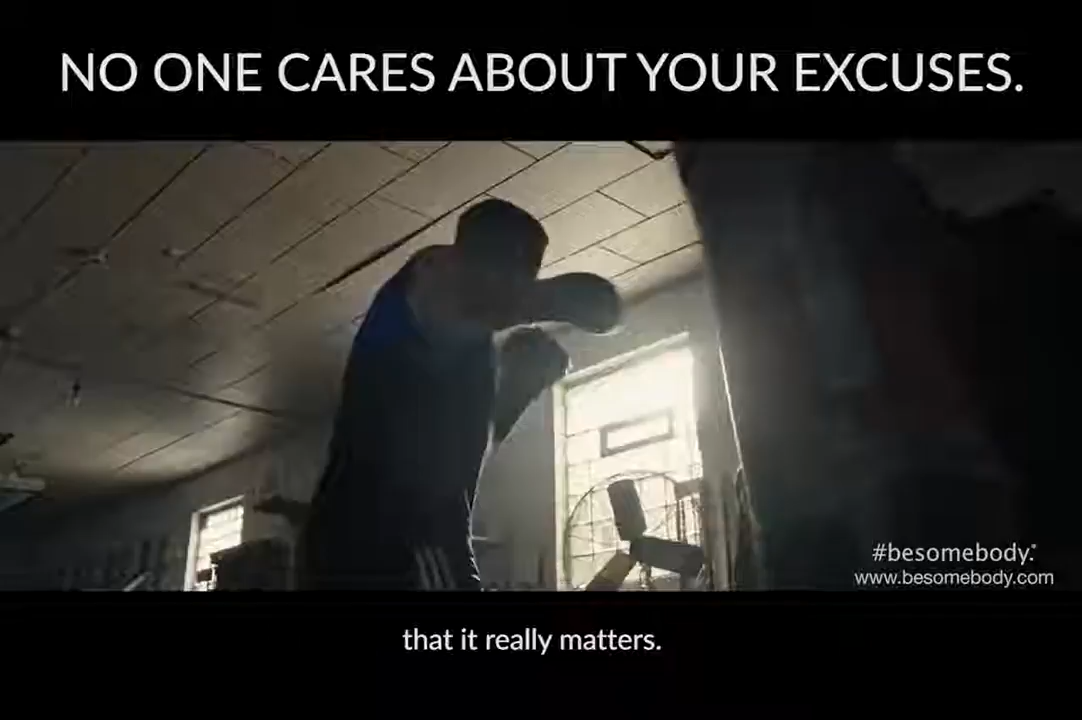 NO ONE CARES ABOUT YOUR EXCUSES.
#besomebody.
www.besomebody.com
that it really matters.